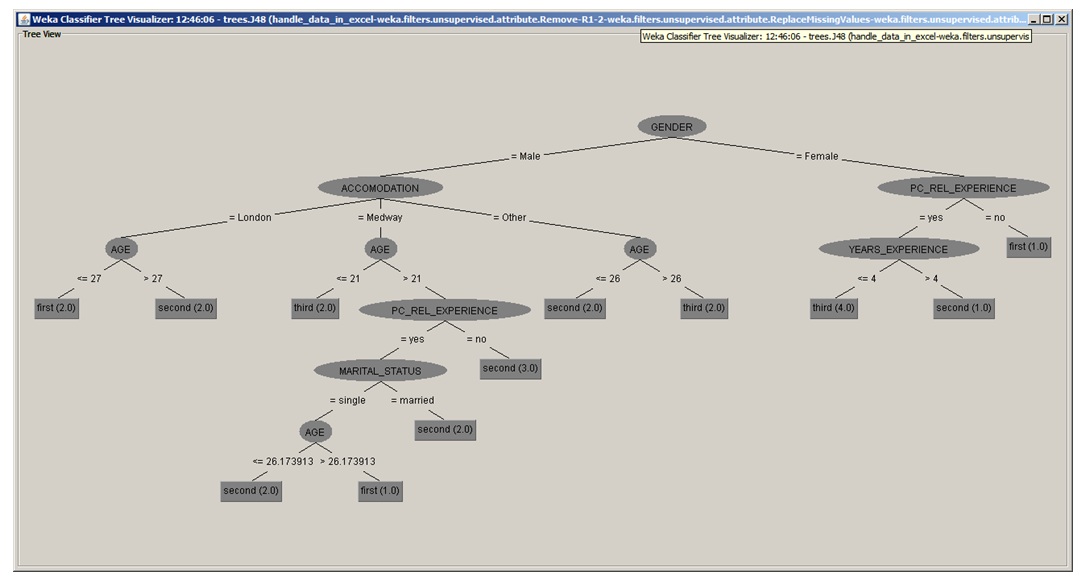 Weka Classifier Tree Visualizer: 12:46:06 - trees.J48 (handle_data_in_excel-weka.filters.unsupervised.attribute.Remove-R1-2-weka.filters.unsupervised.attribute.ReplaceMissingValues-weka.filters.unsupervised.attrib...
Tree View
Weka Classifier Tree Visualizer: 12:46:06 - trees.J48 (handle_data_in_excel-weka.filters.unsupervis
GENDER
= Male = Female
ACCOMODATION PC_REL_EXPERIENCE
= London = Medway = Other = yes = no
AGE AGE AGE YEARS_EXPERIENCE first (1.0)
<= 27 > 27 <= 21 > 21 <= 26 > 26 <= 4 > 4
first (2.0) second (2.0) third (2.0) PC_REL_EXPERIENCE second (2.0) third (2.0) third (4.0) second (1.0)
= yes = no
MARITAL_STATUS second (3.0)
= single = married
AGE second (2.0)
<= 26.173913 > 26.173913
second (2.0) first (1.0)